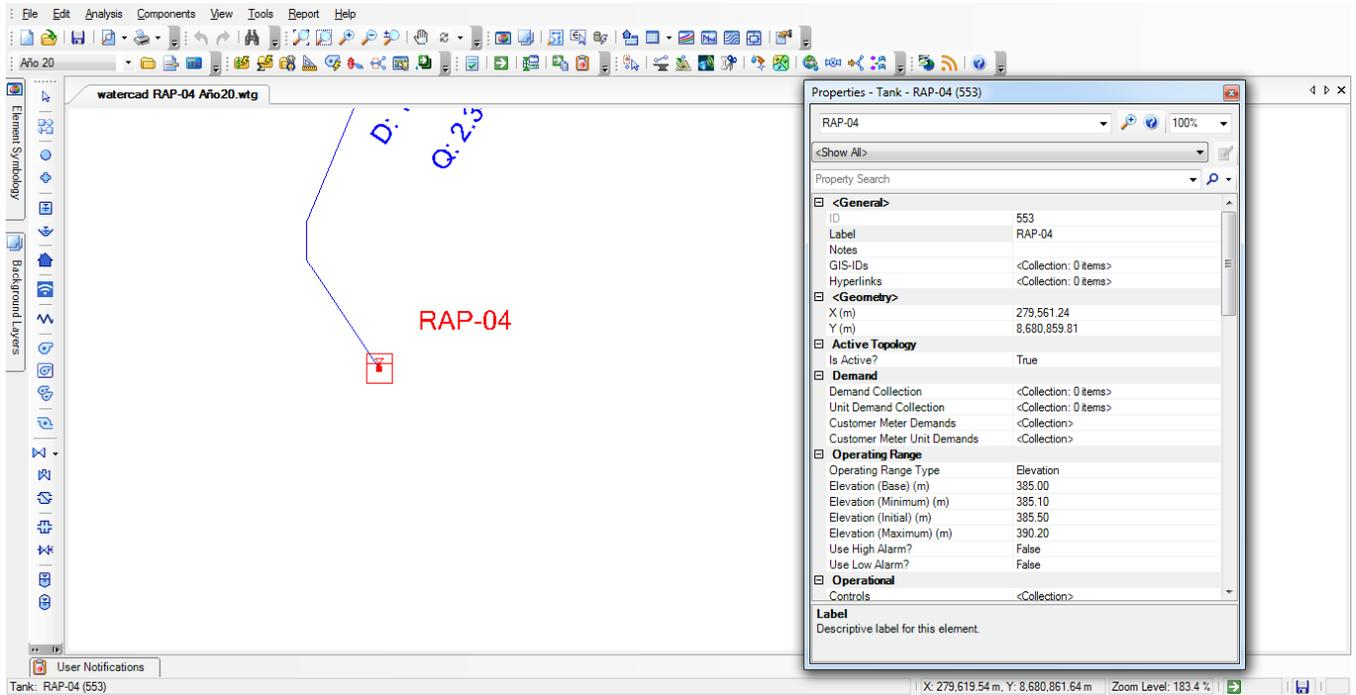 File Edit Analysis Components View Tools Report Help
Año 20
watercad RAP-04 Año20.wtg
Element Symbology
Background Layers
Q: 2.3
RAP-04
Properties - Tank - RAP-04 (553)
RAP-04 100%
<Show All>
Property Search
<General>
ID 553
Label RAP-04
Notes
GIS-IDs <Collection: 0 items>
Hyperlinks <Collection: 0 items>
<Geometry>
X (m) 279,561.24
Y (m) 8,680,859.81
Active Topology
Is Active? True
Demand
Demand Collection <Collection: 0 items>
Unit Demand Collection <Collection: 0 items>
Customer Meter Demands <Collection>
Customer Meter Unit Demands <Collection>
Operating Range
Operating Range Type Elevation
Elevation (Base) (m) 385.00
Elevation (Minimum) (m) 385.10
Elevation (Initial) (m) 385.50
Elevation (Maximum) (m) 390.20
Use High Alarm? False
Use Low Alarm? False
Operational
Controls <Collection>
Label
Descriptive label for this element.
User Notifications
Tank: RAP-04 (553) X: 279,619.54 m, Y: 8,680,861.64 m Zoom Level: 183.4 %